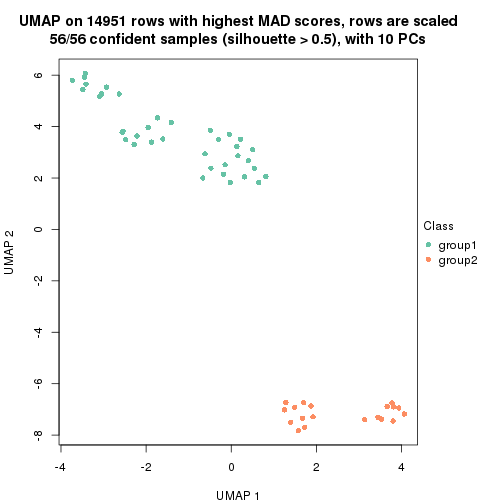 UMAP on 14951 rows with highest MAD scores, rows are scaled
56/56 confident samples (silhouette > 0.5), with 10 PCs
6
4
2
0
-2
-4
-6
-8
UMAP 2
Class
group1
group2
-4
-2
0
2
4
UMAP 1